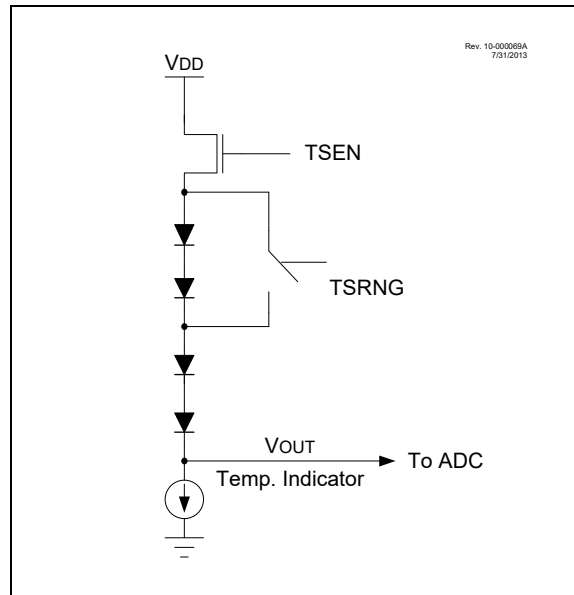 Rev. 10-000069A
7/31/2013
VDD
TSEN
TSRNG
VOUT
To ADC
Temp. Indicator